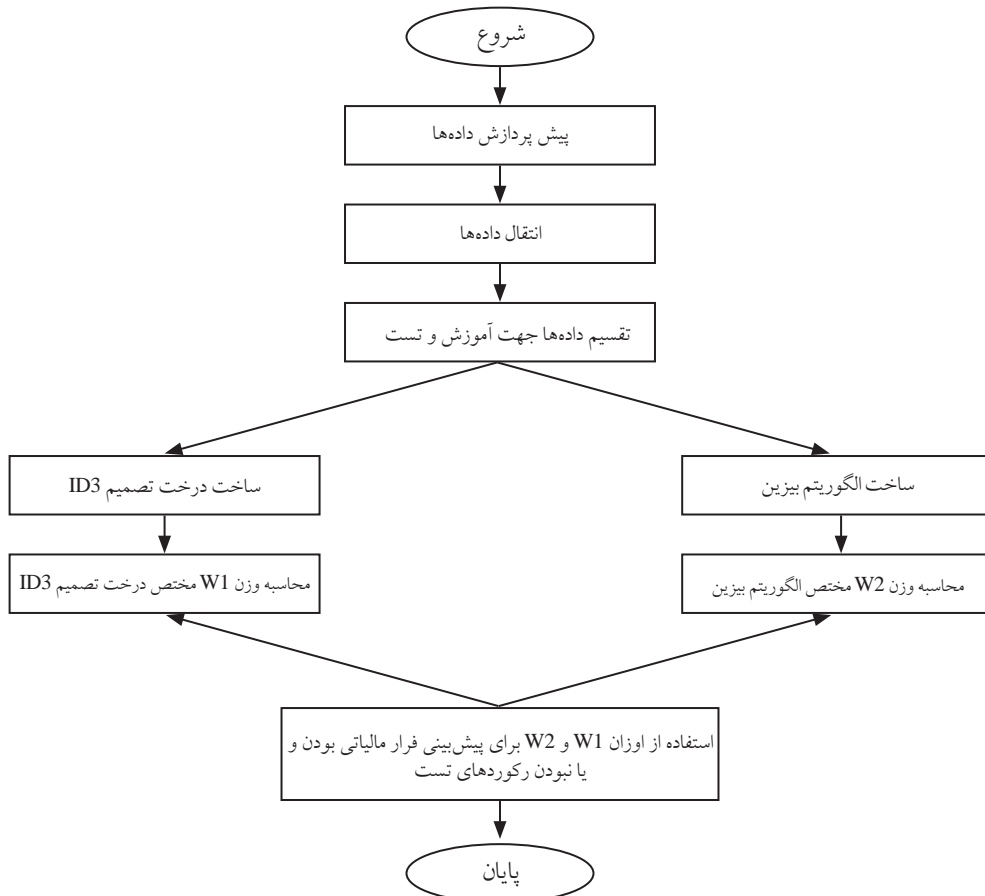 شروع
پیش پردازش داده‌ها
انتقال داده‌ها
تقسیم داده‌ها جهت آموزش و تست
ساخت الگوریتم بیزین
ساخت درخت تصمیم ID3
محاسبه وزن W2 مختص الگوریتم بیزین
محاسبه وزن W1 مختص درخت تصمیم ID3
استفاده از اوزان W1 و W2 برای پیش‌بینی فرار مالیاتی بودن و
یا نبودن رکوردهای تست
پایان